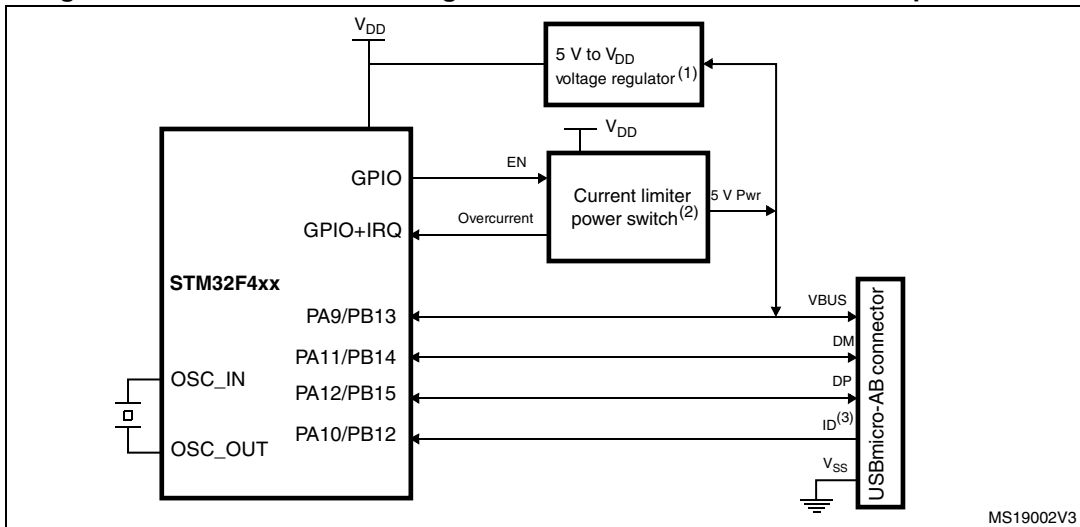 VDD
5 V to VDD
voltage regulator(1)
VDD
GPIO
EN
Current limiter
power switch(2)
5 V Pwr
GPIO+IRQ
Overcurrent
STM32F4xx
PA9/PB13
VBUS
PA11/PB14
DM
OSC_IN
PA12/PB15
DP
PA10/PB12
ID(3)
OSC_OUT
VSS
USBmicro-AB connector
MS19002V3